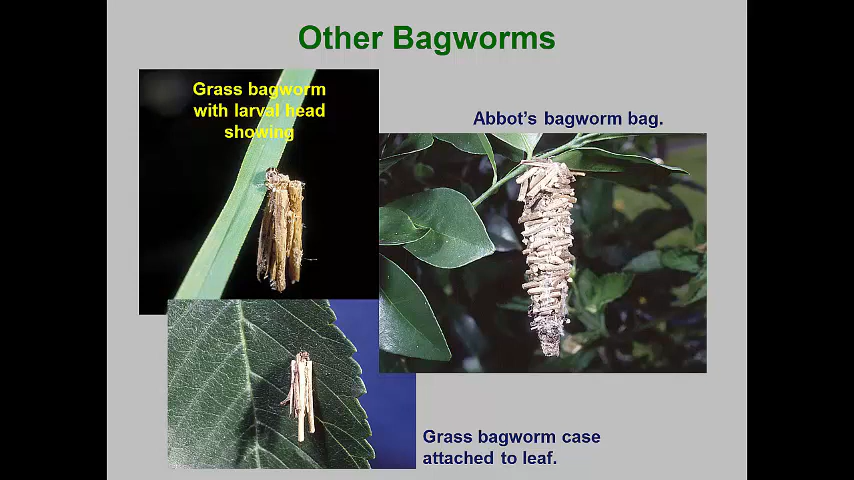 Other Bagworms
Grass bagworm
with larval head
showing
Abbot's bagworm bag.
Grass bagworm case
attached to leaf.